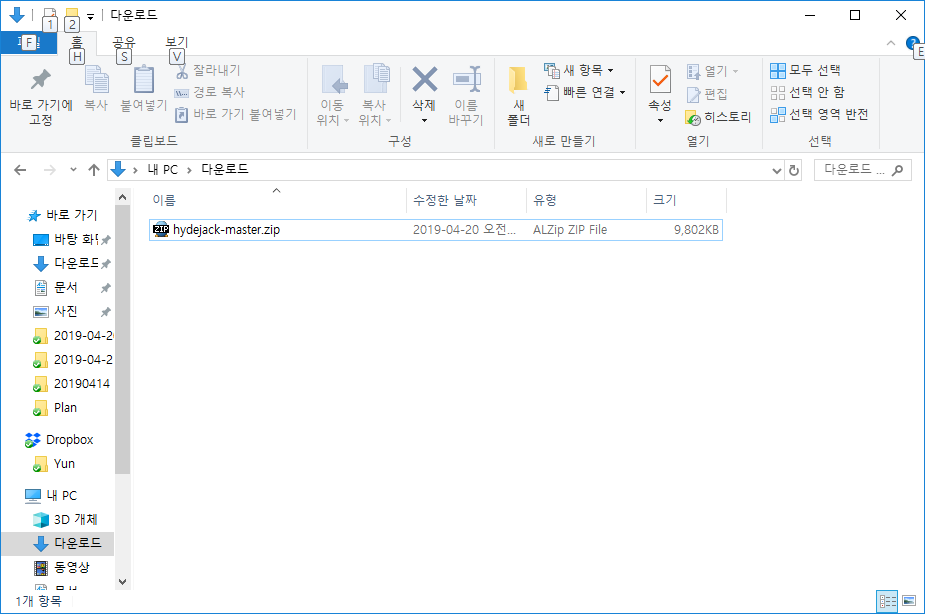 다운로드
1 2
F 홈 공유 보기
H S V E
바로 가기에 고정
복사
붙여넣기
잘라내기
경로 복사
바로 가기 붙여넣기
클립보드
이동 위치
복사 위치
삭제
이름 바꾸기
구성
새 폴더
새 항목
빠른 연결
새로 만들기
속성
열기
편집
히스토리
열기
모두 선택
선택 안 함
선택 영역 반전
선택
내 PC > 다운로드
다운로드 ...
이름 수정한 날짜 유형 크기
ZIP hydejack-master.zip 2019-04-20 오전... ALZip ZIP File 9,802KB
바로 가기
바탕
다운로드
문서
사진
2019-04-20
2019-04-2
20190414
Plan
Dropbox
Yun
내 PC
3D 개체
다운로드
동영상
1개 항목